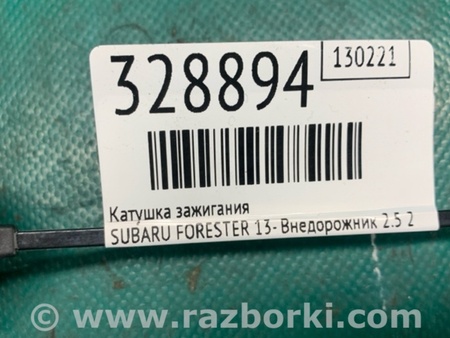 328894
130221
Катушка зажигания
SUBARU FORESTER 13- Внедорожник 2.5 2
www.razborki.com